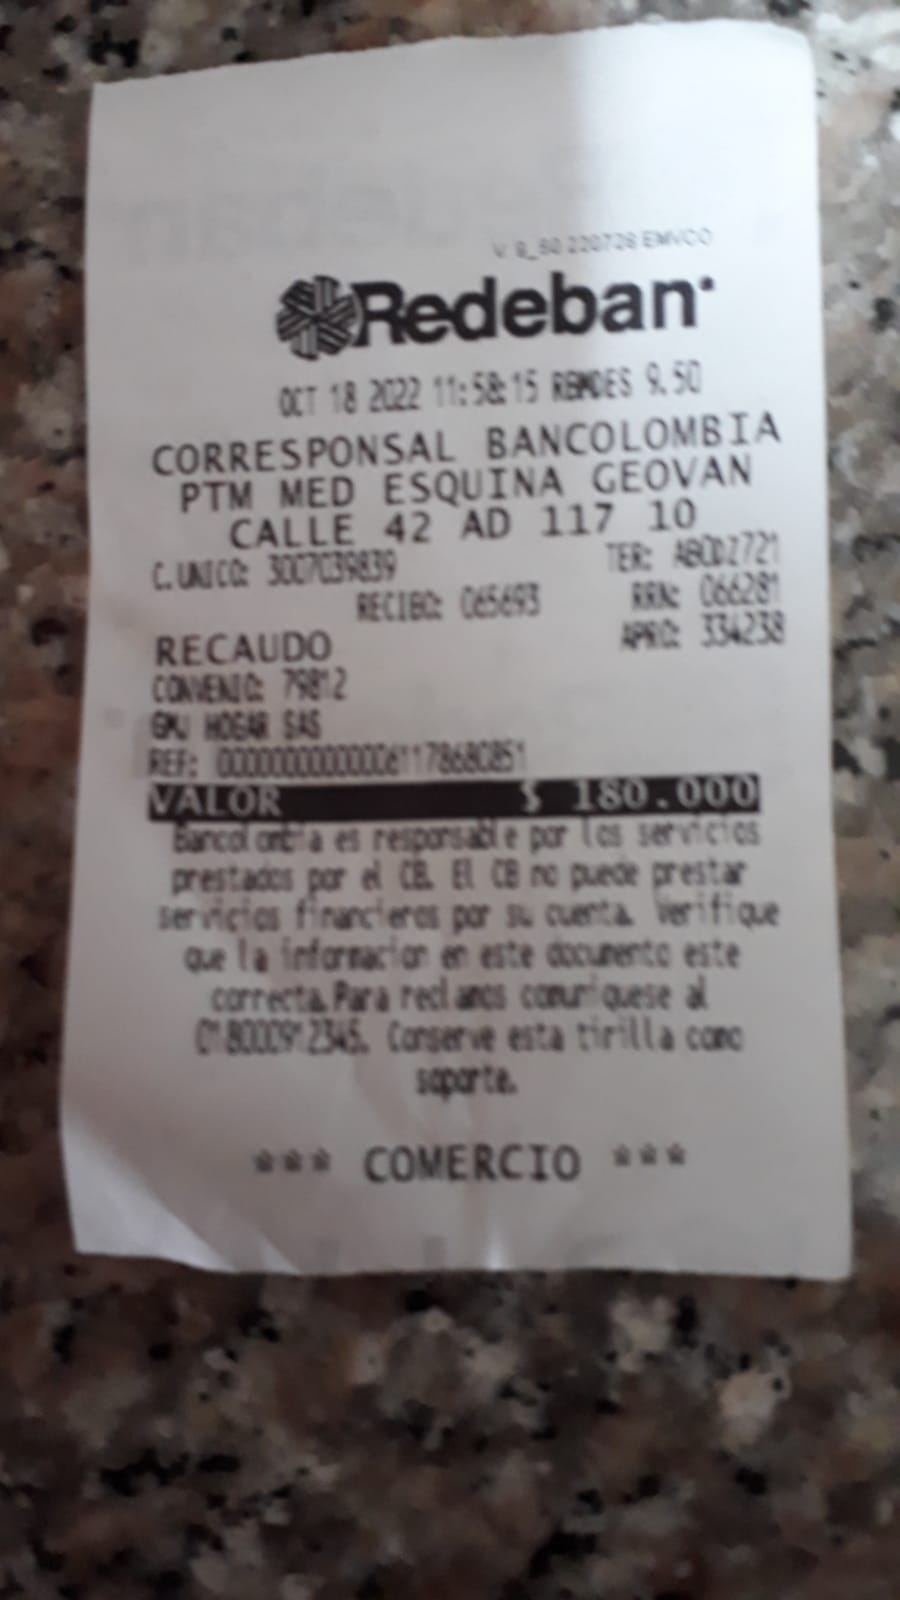 V 9_50 220728 EMVCO
Redeban
OCT 18 2022 11:58:15 RBMDES 9.50
CORRESPONSAL BANCOLOMBIA
PTM MED ESQUINA GEOVAN
CALLE 42 AD 117 10
C.UNICO: 3007039839 TER: ABCDZ721
RECIBO: 065693 RRN: 066281
RECAUDO APRO: 334238
CONVENIO: 79812
GMJ HOGAR SAS
REF: 000000000000061178680851
VALOR $ 180.000
Bancolombia es responsable por los servicios
prestados por el CB. El CB no puede prestar
servicios financieros por su cuenta. Verifique
que la informacion en este documento este
correcta.Para reclamos comuniquese al
018000912345. Conserve esta tirilla como
soporte.
*** COMERCIO ***